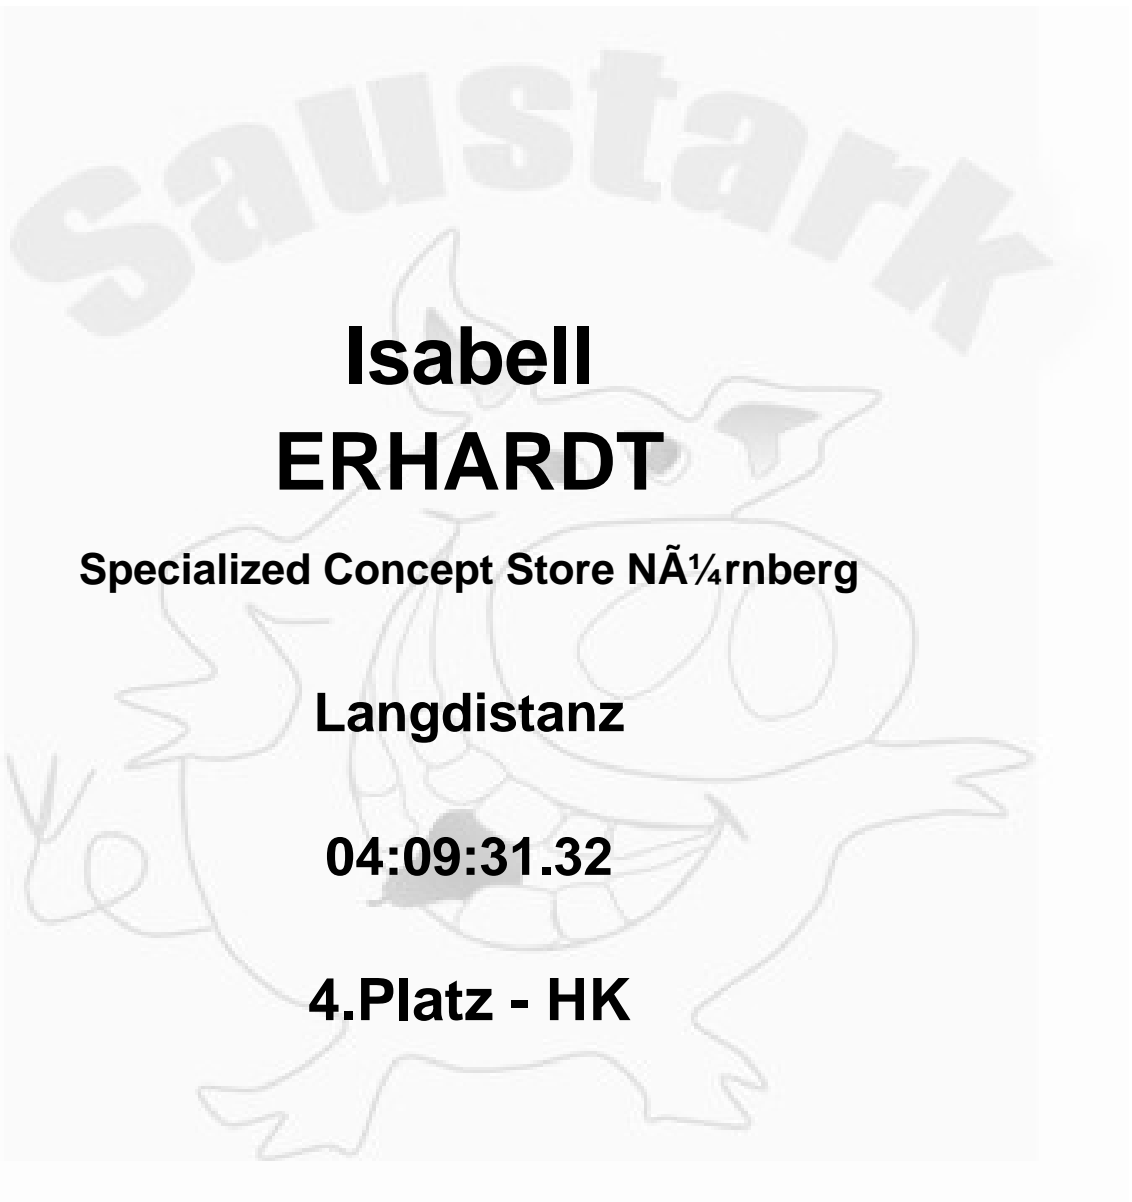 Saustark
Isabell
ERHARDT
Specialized Concept Store NÃ¼rnberg
Langdistanz
04:09:31.32
4.Platz - HK